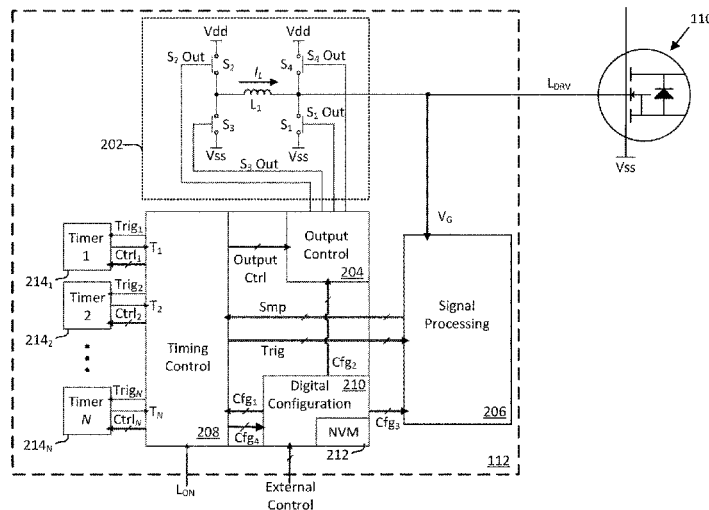 Vdd
Vdd
S2 Out
S2
S4
S4 Out
IL
L1
S1 Out
S3
S1
Vss
Vss
S3 Out
202
110
LDRV
Vss
VG
Timer 1
Trig1
T1
Ctrl1
2141
Timer 2
Trig2
T2
Ctrl2
2142
Timer N
TrigN
TN
CtrlN
214N
Timing Control
208
Output Ctrl
Output Control
204
Smp
Trig
Cfg2
Signal Processing
206
Digital Configuration
210
Cfg1
Cfg4
Cfg3
NVM
212
112
LON
External Control